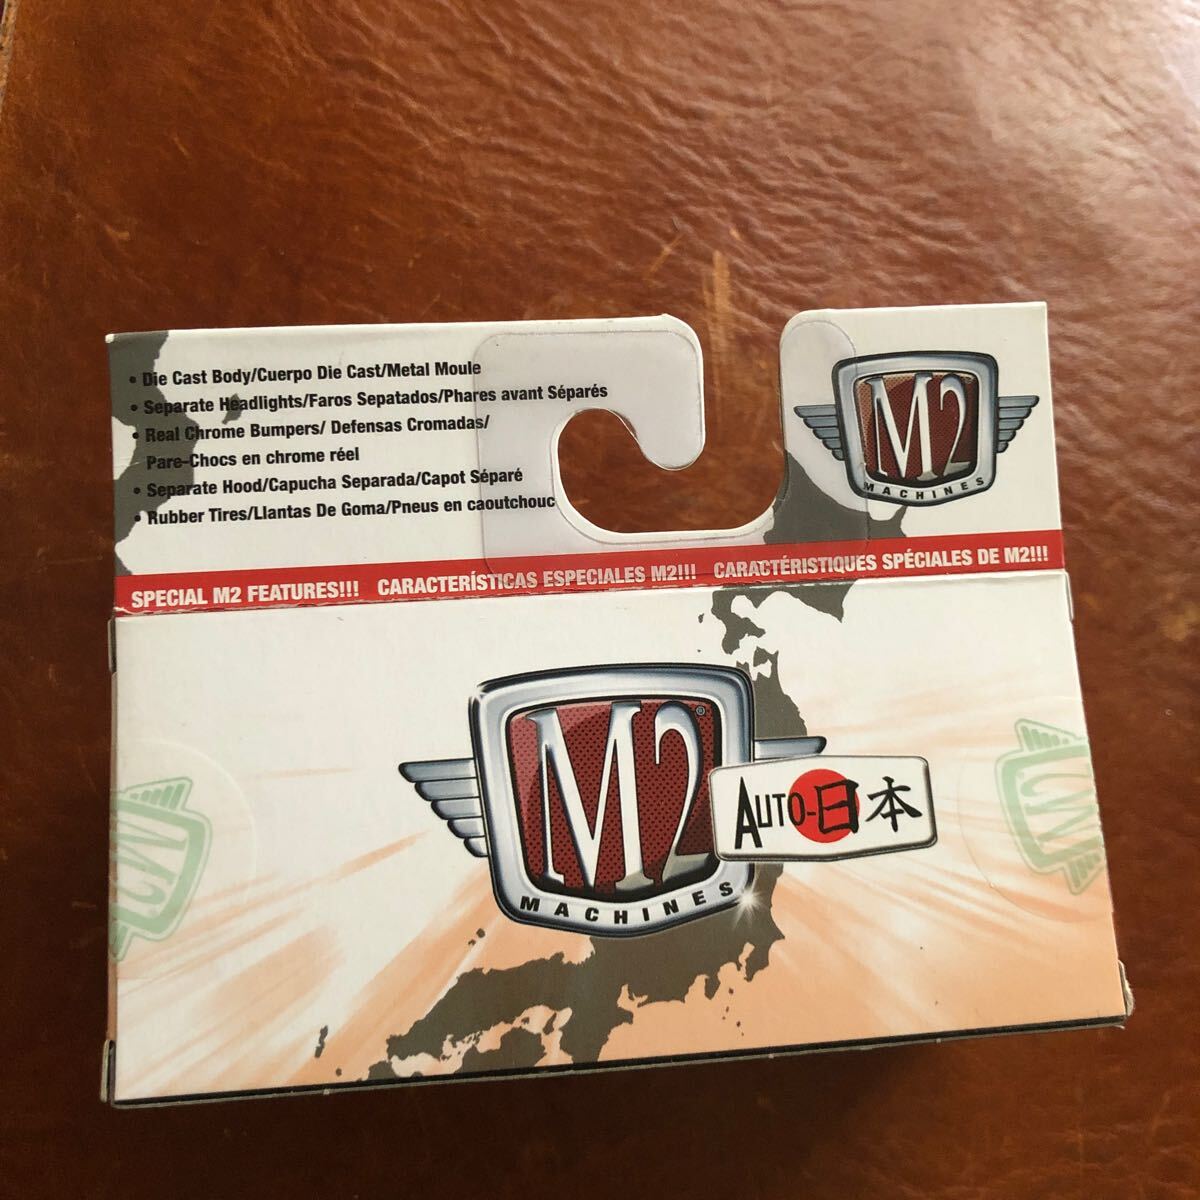 • Die Cast Body/Cuerpo Die Cast/Metal Moule
• Separate Headlights/Faros Sepatados/Phares avant Séparés
• Real Chrome Bumpers/ Defensas Cromadas/
Pare-Chocs en chrome réel
• Separate Hood/Capucha Separada/Capot Séparé
• Rubber Tires/Llantas De Goma/Pneus en caoutchouc
M2
MACHINES
SPECIAL M2 FEATURES!!! CARACTERÍSTICAS ESPECIALES M2!!! CARACTÉRISTIQUES SPÉCIALES DE M2!!!
M2®
MACHINES
AUTO-日本
M2
M2